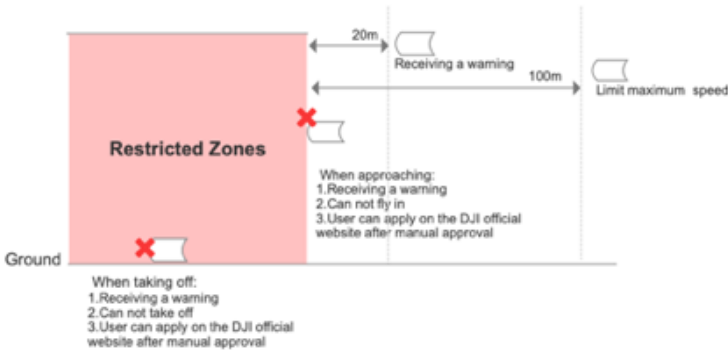 20m
Receiving a warning
100m
Limit maximum speed
Restricted Zones
When approaching:
1.Receiving a warning
2.Can not fly in
3.User can apply on the DJI official
website after manual approval
Ground
When taking off:
1.Receiving a warning
2.Can not take off
3.User can apply on the DJI official
website after manual approval